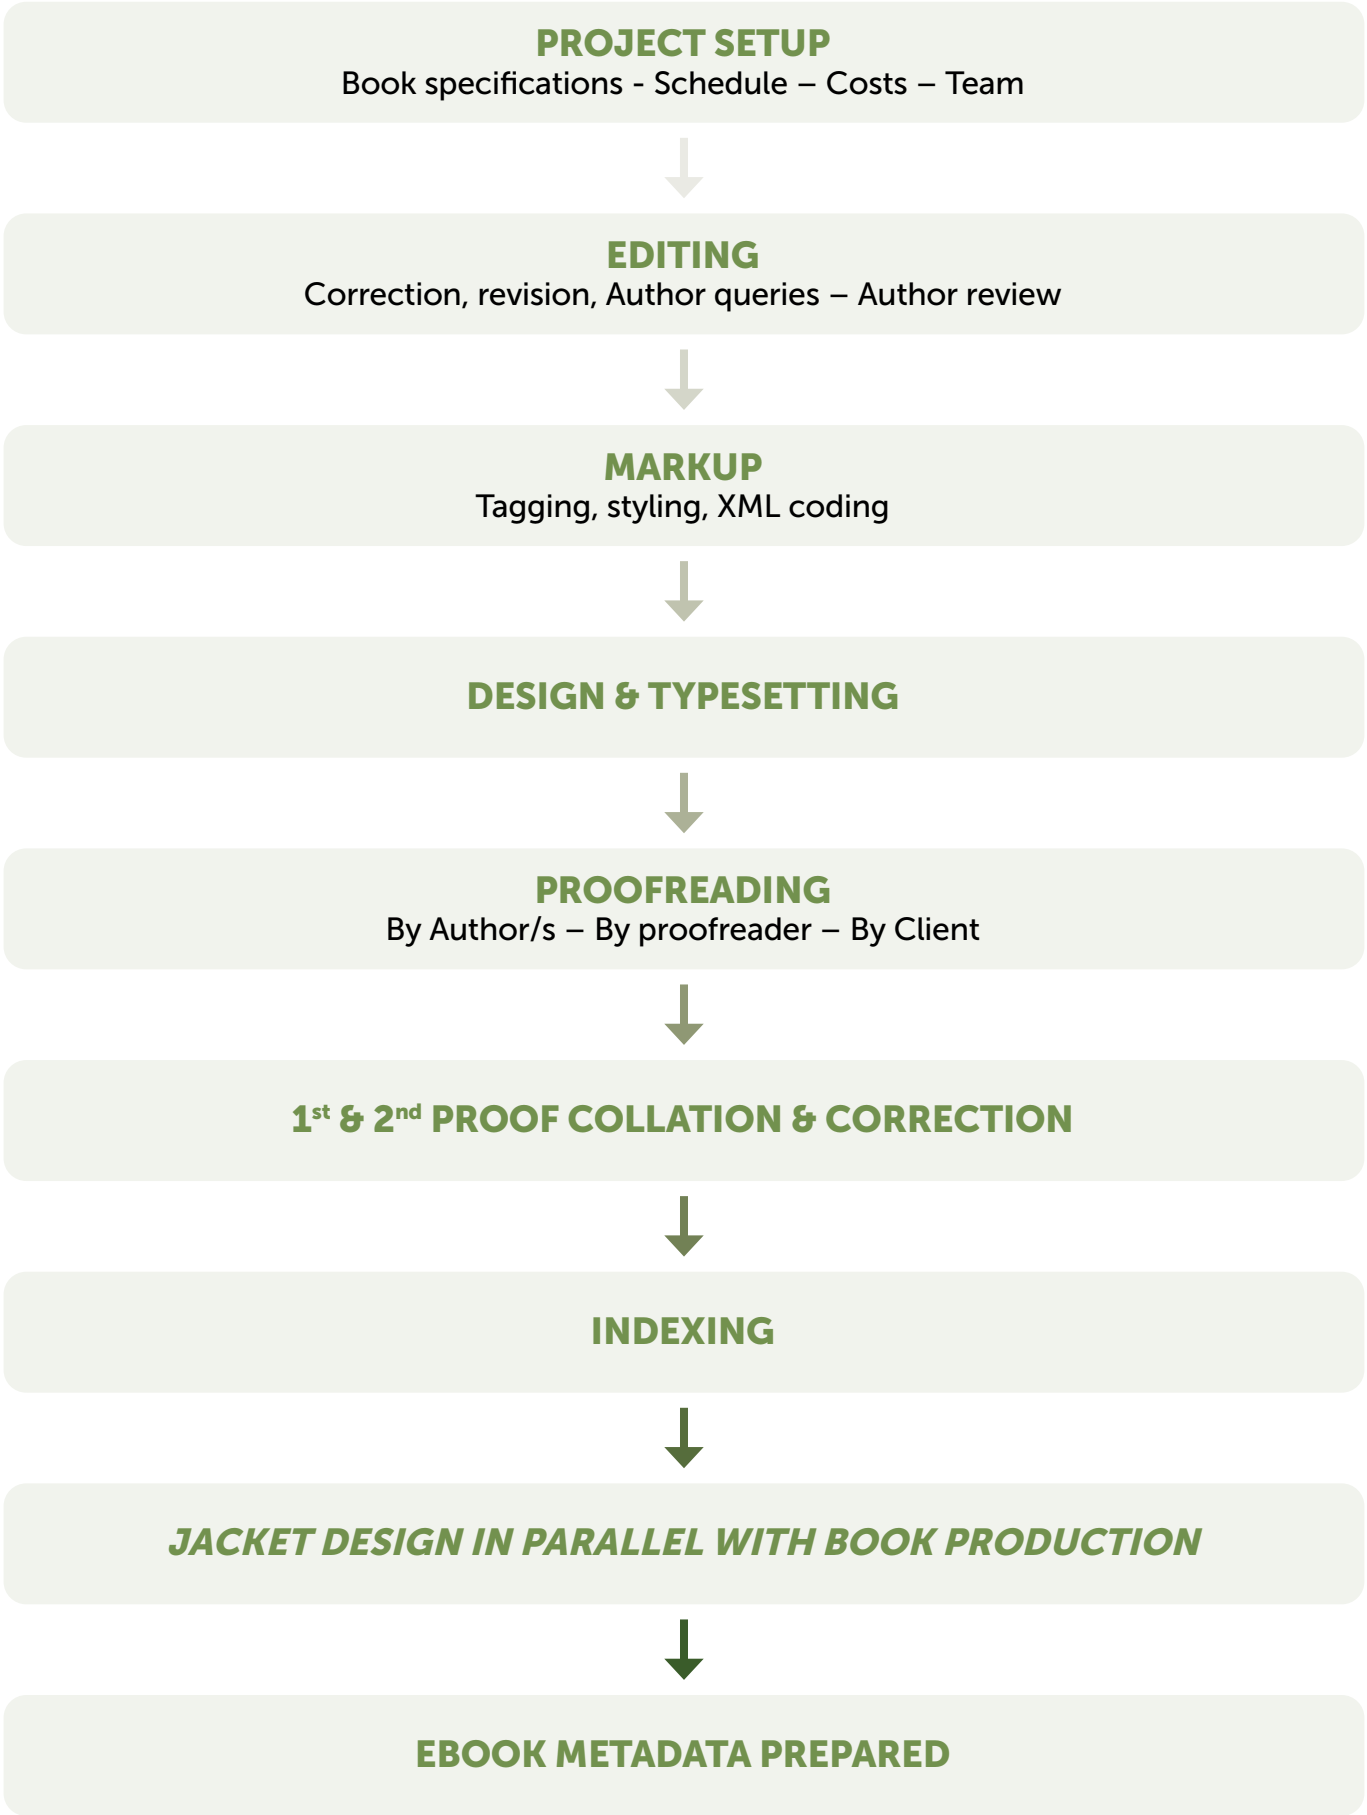 PROJECT SETUP
Book specifications - Schedule – Costs – Team
EDITING
Correction, revision, Author queries – Author review
MARKUP
Tagging, styling, XML coding
DESIGN & TYPESETTING
PROOFREADING
By Author/s – By proofreader – By Client
1st & 2nd PROOF COLLATION & CORRECTION
INDEXING
JACKET DESIGN IN PARALLEL WITH BOOK PRODUCTION
EBOOK METADATA PREPARED